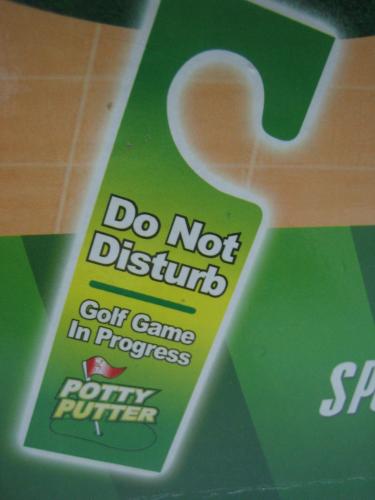 Do Not
Disturb
Golf Game
In Progress
POTTY
PUTTER